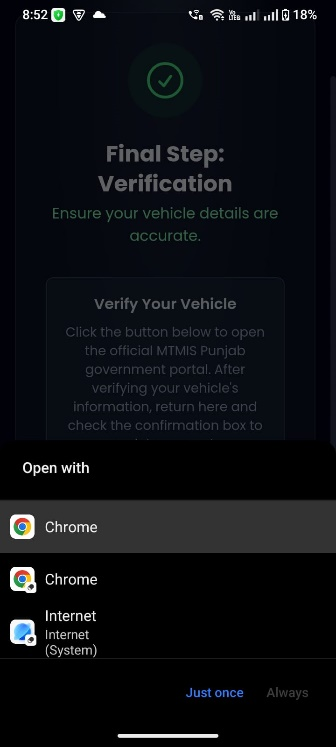 8:52
Vo
LTE
18%
Final Step:
Verification
Ensure your vehicle details are
accurate.
Verify Your Vehicle
Click the button below to open
the official MTMIS Punjab
government portal. After
verifying your vehicle's
information, return here and
check the confirmation box to
Open with
Chrome
Chrome
Internet
Internet
(System)
Just once
Always